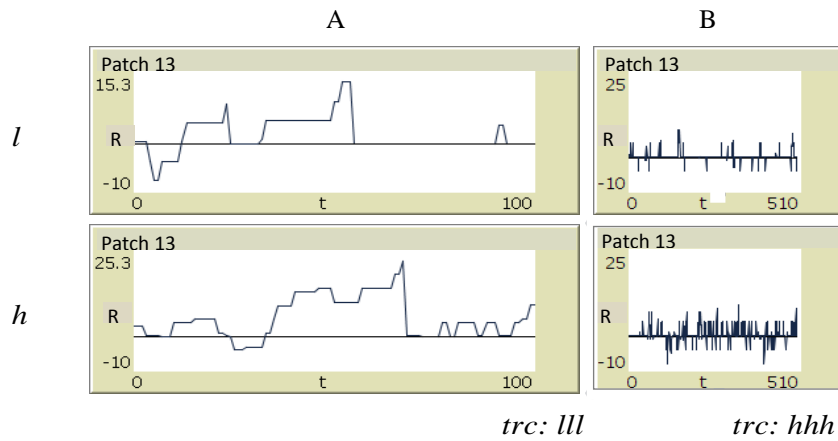 A B
Patch 13 Patch 13
15.3 25
l R R
-10 -10
0 t 100 0 t 510
Patch 13 Patch 13
25.3 25
h R R
-10 -10
0 t 100 0 t 510
trc: lll trc: hhh